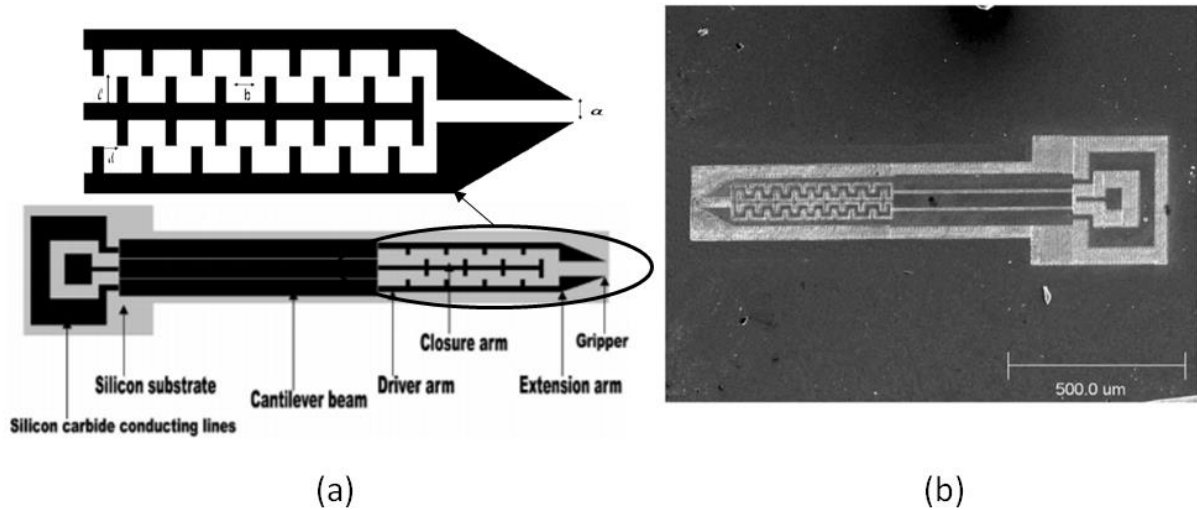 ℓ
b
a
d
Closure arm
Gripper
Silicon substrate
Driver arm
Extension arm
Cantilever beam
Silicon carbide conducting lines
500.0 um
(a)
(b)